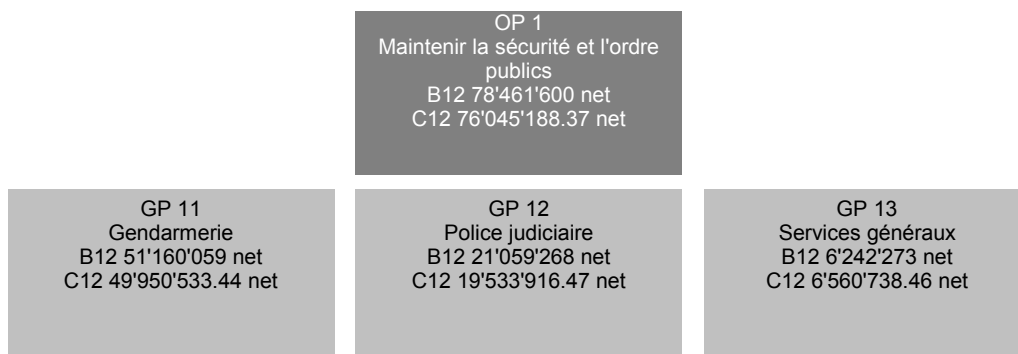 OP 1
Maintenir la sécurité et l'ordre
publics
B12 78'461'600 net
C12 76'045'188.37 net
GP 11
Gendarmerie
B12 51'160'059 net
C12 49'950'533.44 net
GP 12
Police judiciaire
B12 21'059'268 net
C12 19'533'916.47 net
GP 13
Services généraux
B12 6'242'273 net
C12 6'560'738.46 net